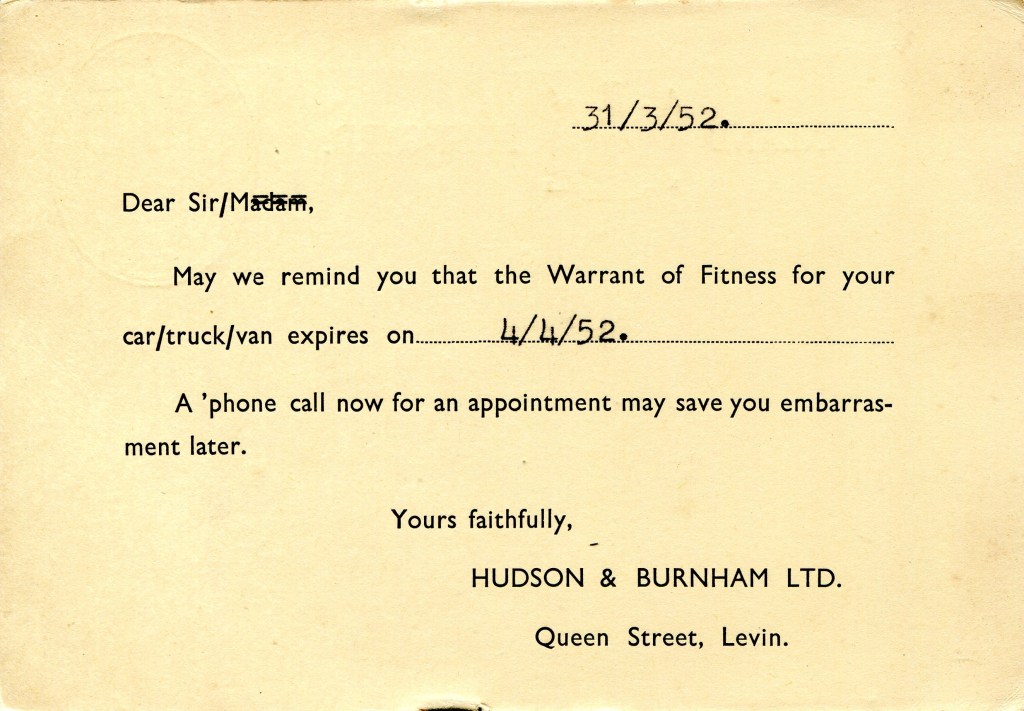 31/3/52.
Dear Sir/Madam,
May we remind you that the Warrant of Fitness for your
car/truck/van expires on 4/4/52.
A 'phone call now for an appointment may save you embarras-
ment later.
Yours faithfully,
HUDSON & BURNHAM LTD.
Queen Street, Levin.